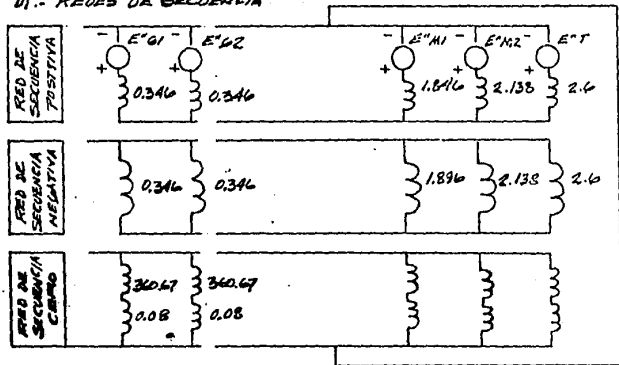 D).- REDES DE SECUENCIA
RED DE SECUENCIA POSITIVA
- E"G1 - E"G2 - E"M1 - E"M2 - E"T
+ + + + +
0.346 0.346 1.896 2.138 2.6
RED DE SECUENCIA NEGATIVA
0.346 0.346 1.896 2.138 2.6
RED DE SECUENCIA CERO
360.67 360.67
0.08 0.08